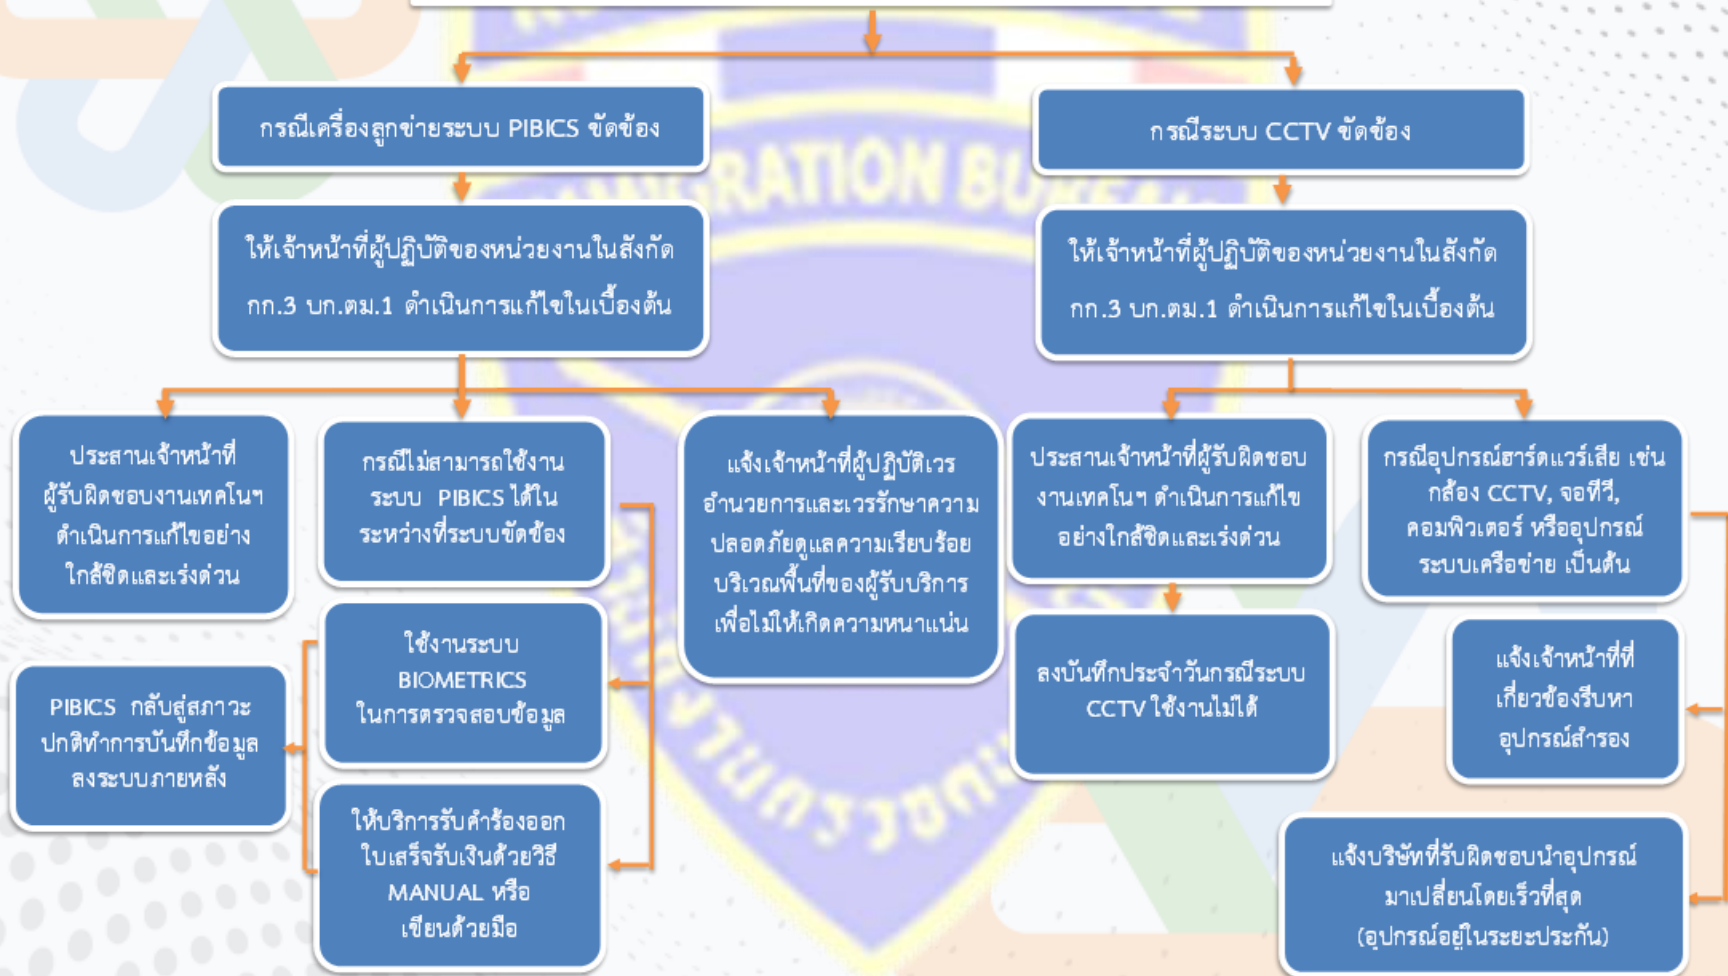 กรณีเครื่องลูกข่ายระบบ PIBICS ขัดข้อง
ให้เจ้าหน้าที่ผู้ปฏิบัติของหน่วยงานในสังกัด
กก.3 บก.ตม.1 ดำเนินการแก้ไขในเบื้องต้น
ประสานเจ้าหน้าที่
ผู้รับผิดชอบงานเทคโนฯ
ดำเนินการแก้ไขอย่าง
ใกล้ชิดและเร่งด่วน
กรณีไม่สามารถใช้งาน
ระบบ PIBICS ได้ใน
ระหว่างที่ระบบขัดข้อง
แจ้งเจ้าหน้าที่ผู้ปฏิบัติเวร
อำนวยการและเวรรักษาความ
ปลอดภัยดูแลความเรียบร้อย
บริเวณพื้นที่ของผู้รับบริการ
เพื่อไม่ให้เกิดความหนาแน่น
ใช้งานระบบ
BIOMETRICS
ในการตรวจสอบข้อมูล
ให้บริการรับคำร้องออก
ใบเสร็จรับเงินด้วยวิธี
MANUAL หรือ
เขียนด้วยมือ
PIBICS กลับสู่สภาวะ
ปกติทำการบันทึกข้อมูล
ลงระบบภายหลัง
กรณีระบบ CCTV ขัดข้อง
ให้เจ้าหน้าที่ผู้ปฏิบัติของหน่วยงานในสังกัด
กก.3 บก.ตม.1 ดำเนินการแก้ไขในเบื้องต้น
ประสานเจ้าหน้าที่ผู้รับผิดชอบ
งานเทคโนฯ ดำเนินการแก้ไข
อย่างใกล้ชิดและเร่งด่วน
ลงบันทึกประจำวันกรณีระบบ
CCTV ใช้งานไม่ได้
กรณีอุปกรณ์ฮาร์ดแวร์เสีย เช่น
กล้อง CCTV, จอทีวี,
คอมพิวเตอร์ หรืออุปกรณ์
ระบบเครือข่าย เป็นต้น
แจ้งเจ้าหน้าที่ที่
เกี่ยวข้องรีบหา
อุปกรณ์สำรอง
แจ้งบริษัทที่รับผิดชอบนำอุปกรณ์
มาเปลี่ยนโดยเร็วที่สุด
(อุปกรณ์อยู่ในระยะประกัน)